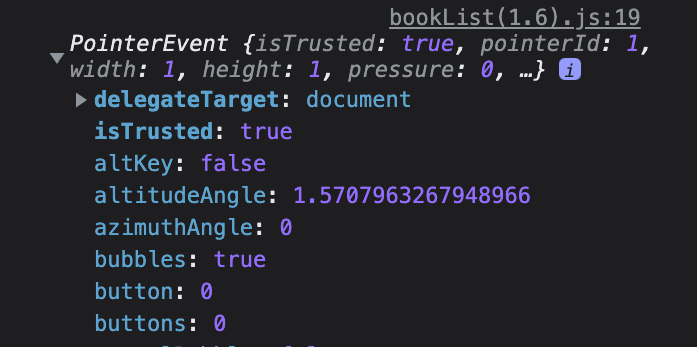 bookList(1.6).js:19
PointerEvent {isTrusted: true, pointerId: 1,
width: 1, height: 1, pressure: 0, …} i
delegateTarget: document
isTrusted: true
altKey: false
altitudeAngle: 1.5707963267948966
azimuthAngle: 0
bubbles: true
button: 0
buttons: 0